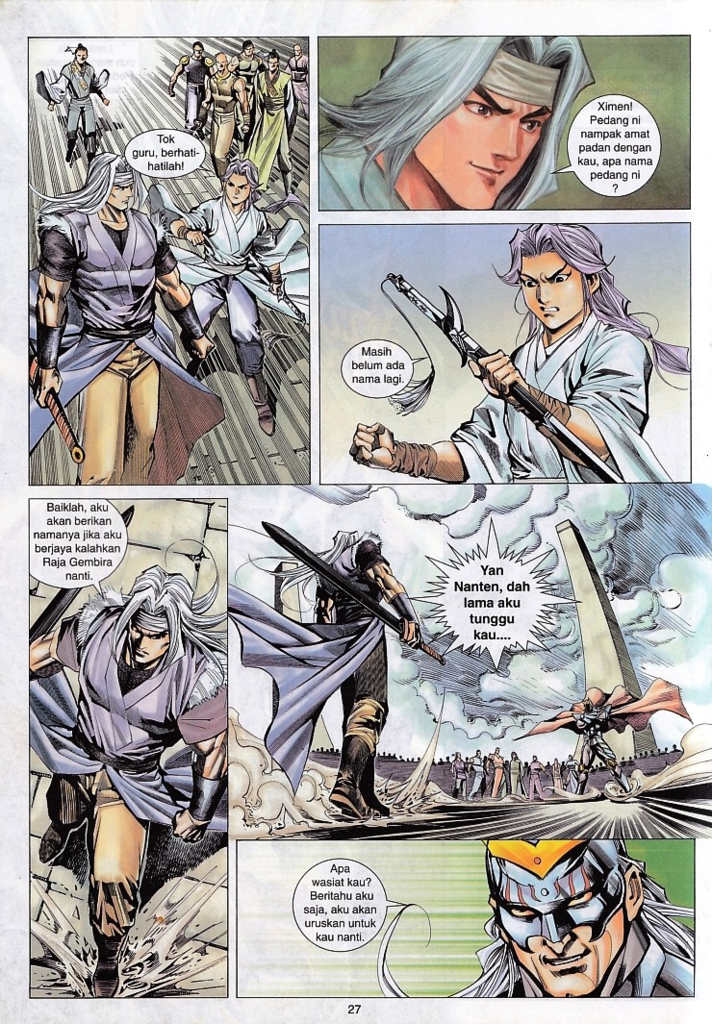 Tok
guru, berhati-
hatilah!
Ximen!
Pedang ni
nampak amat
padan dengan
kau, apa nama
pedang ni
?
Masih
belum ada
nama lagi.
Baiklah, aku
akan berikan
namanya jika aku
berjaya kalahkan
Raja Gembira
nanti.
Yan
Nanten, dah
lama aku
tunggu
kau....
Apa
wasiat kau?
Beritahu aku
saja, aku akan
uruskan untuk
kau nanti.
27